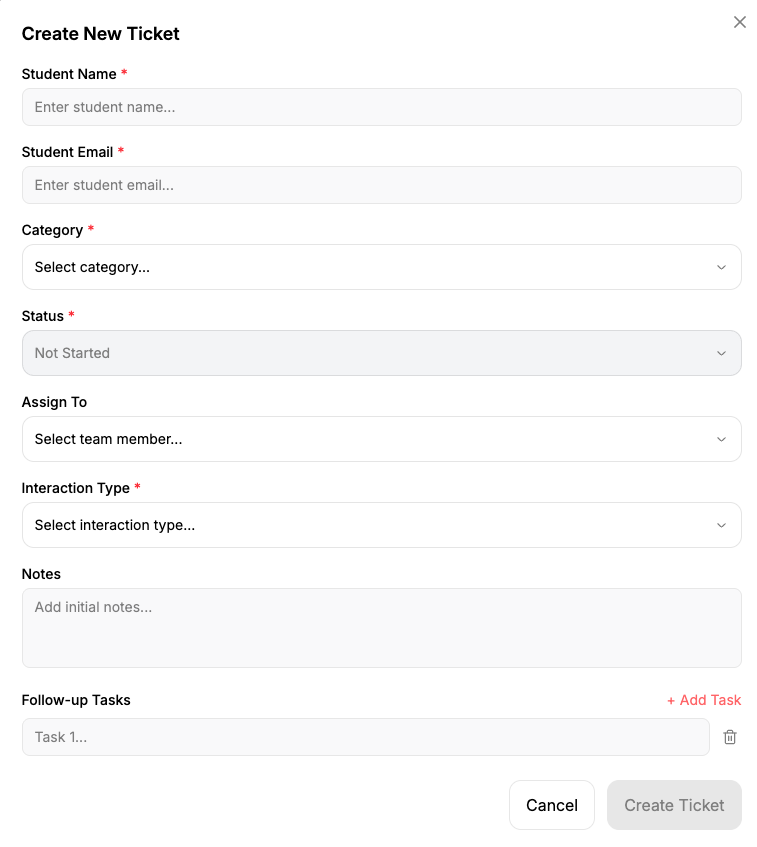 Create New Ticket
Student Name *
Enter student name...
Student Email *
Enter student email...
Category *
Select category...
Status *
Not Started
Assign To
Select team member...
Interaction Type *
Select interaction type...
Notes
Add initial notes...
Follow-up Tasks + Add Task
Task 1...
Cancel Create Ticket